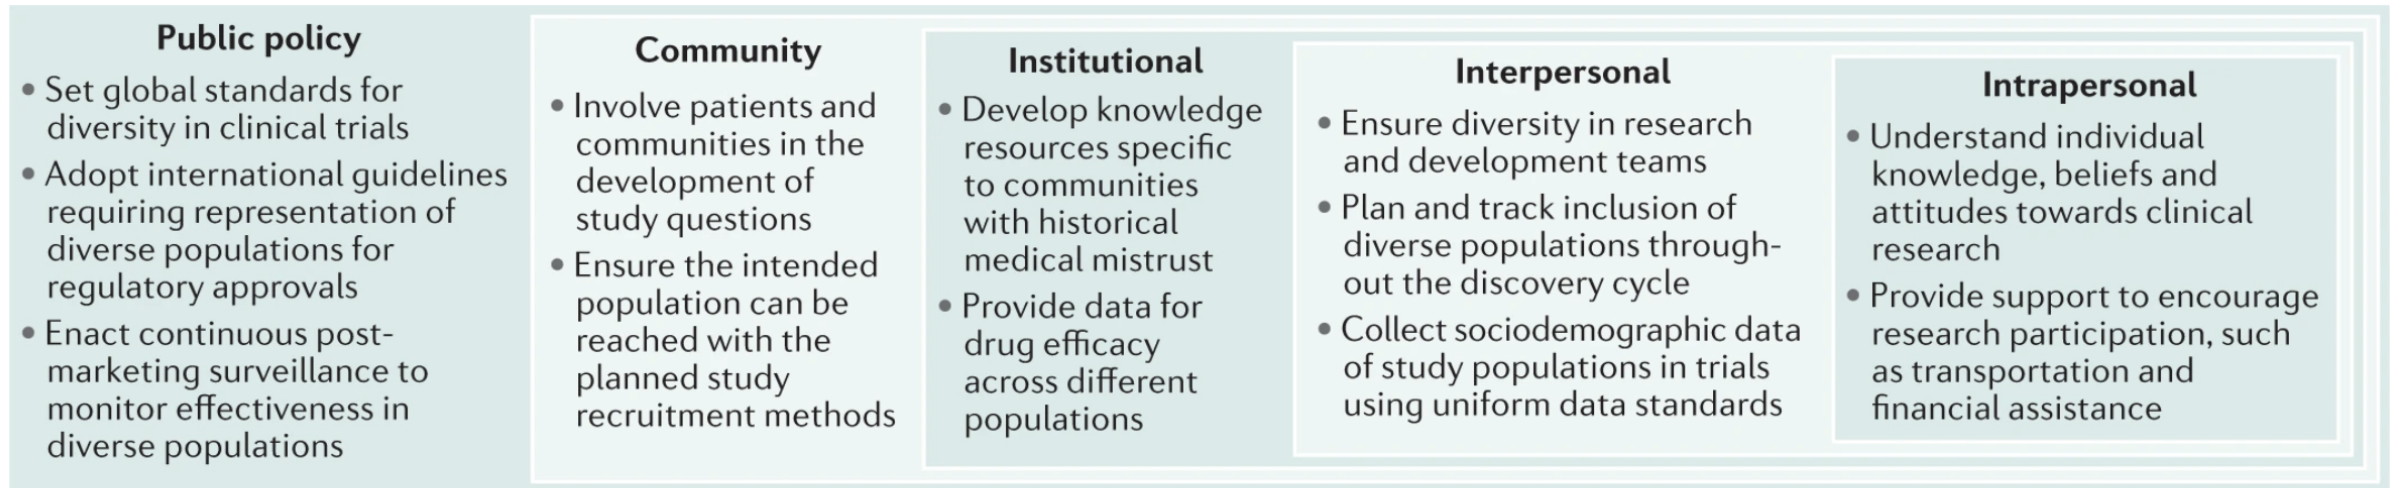 Public policy
• Set global standards for
diversity in clinical trials
• Adopt international guidelines
requiring representation of
diverse populations for
regulatory approvals
• Enact continuous post-
marketing surveillance to
monitor effectiveness in
diverse populations
Community
• Involve patients and
communities in the
development of
study questions
• Ensure the intended
population can be
reached with the
planned study
recruitment methods
Institutional
• Develop knowledge
resources specific
to communities
with historical
medical mistrust
• Provide data for
drug efficacy
across different
populations
Interpersonal
• Ensure diversity in research
and development teams
• Plan and track inclusion of
diverse populations through-
out the discovery cycle
• Collect sociodemographic data
of study populations in trials
using uniform data standards
Intrapersonal
• Understand individual
knowledge, beliefs and
attitudes towards clinical
research
• Provide support to encourage
research participation, such
as transportation and
financial assistance